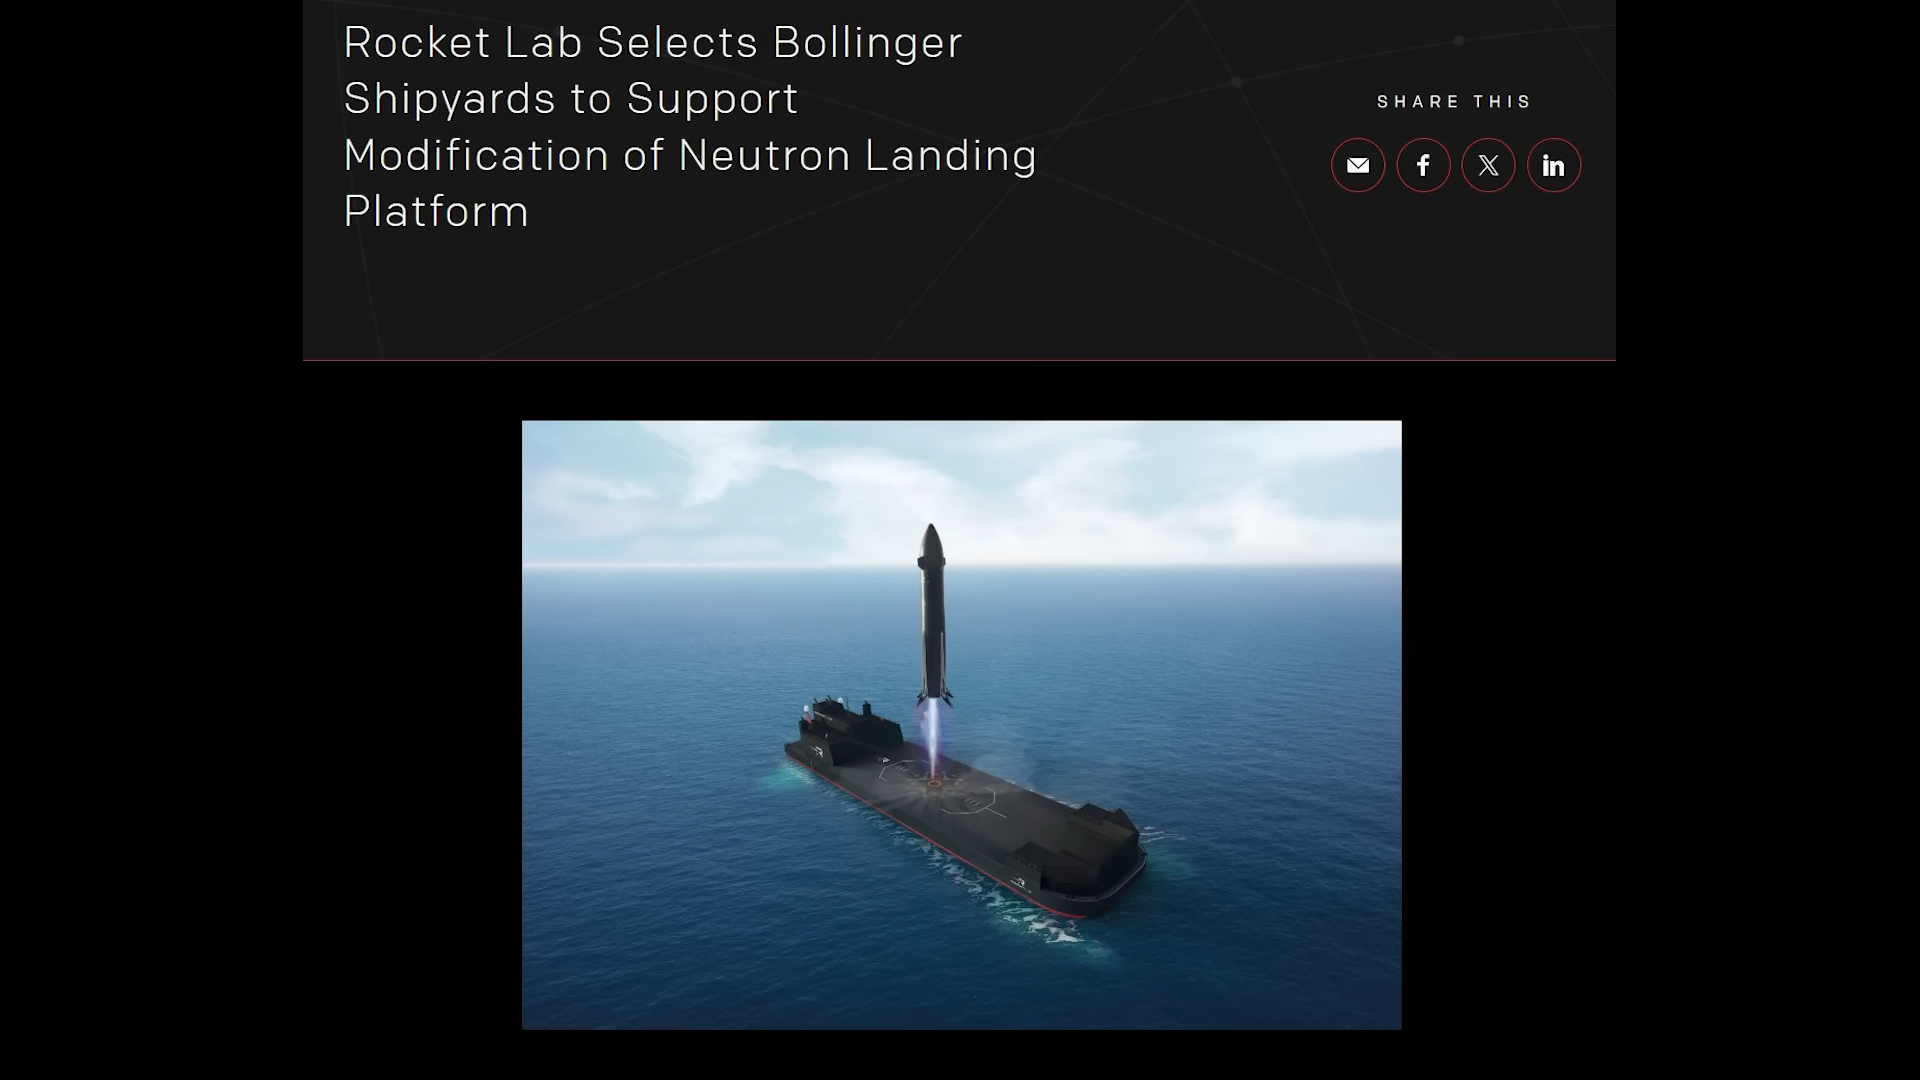 Rocket Lab Selects Bollinger
Shipyards to Support
Modification of Neutron Landing
Platform
SHARE THIS